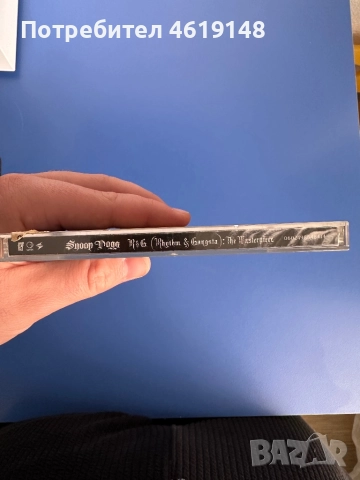 Потребител 4619148
Snoop Dogg R&G (Rhythm & Gangsta): The Masterpiece
BAZAR